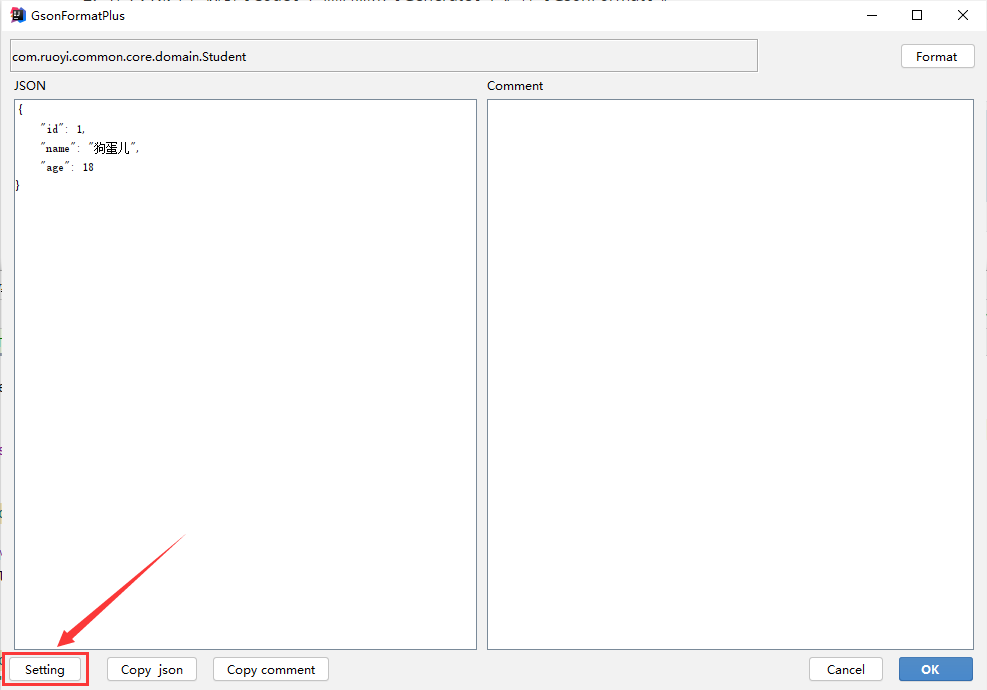 GsonFormatPlus
com.ruoyi.common.core.domain.Student
Format
JSON
Comment
{
"id": 1,
"name": "狗蛋儿",
"age": 18
}
Setting
Copy json
Copy comment
Cancel
OK